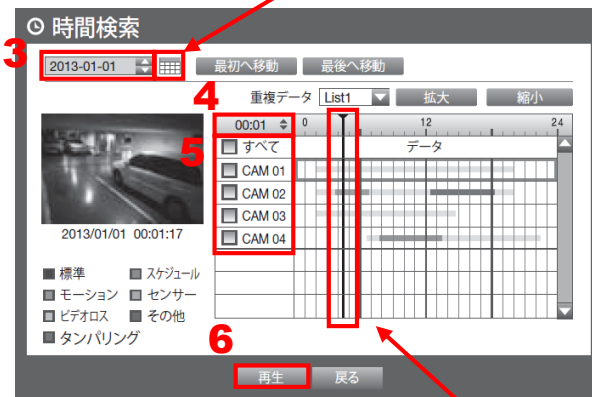 時間検索
3
2013-01-01 最初へ移動 最後へ移動
4 重複データ List1 拡大 縮小
00:01 0 12 24
5 すべて データ
CAM 01
CAM 02
CAM 03
CAM 04
2013/01/01 00:01:17
標準 スケジュール
モーション センサー
ビデオロス その他
タンパリング
6
再生 戻る